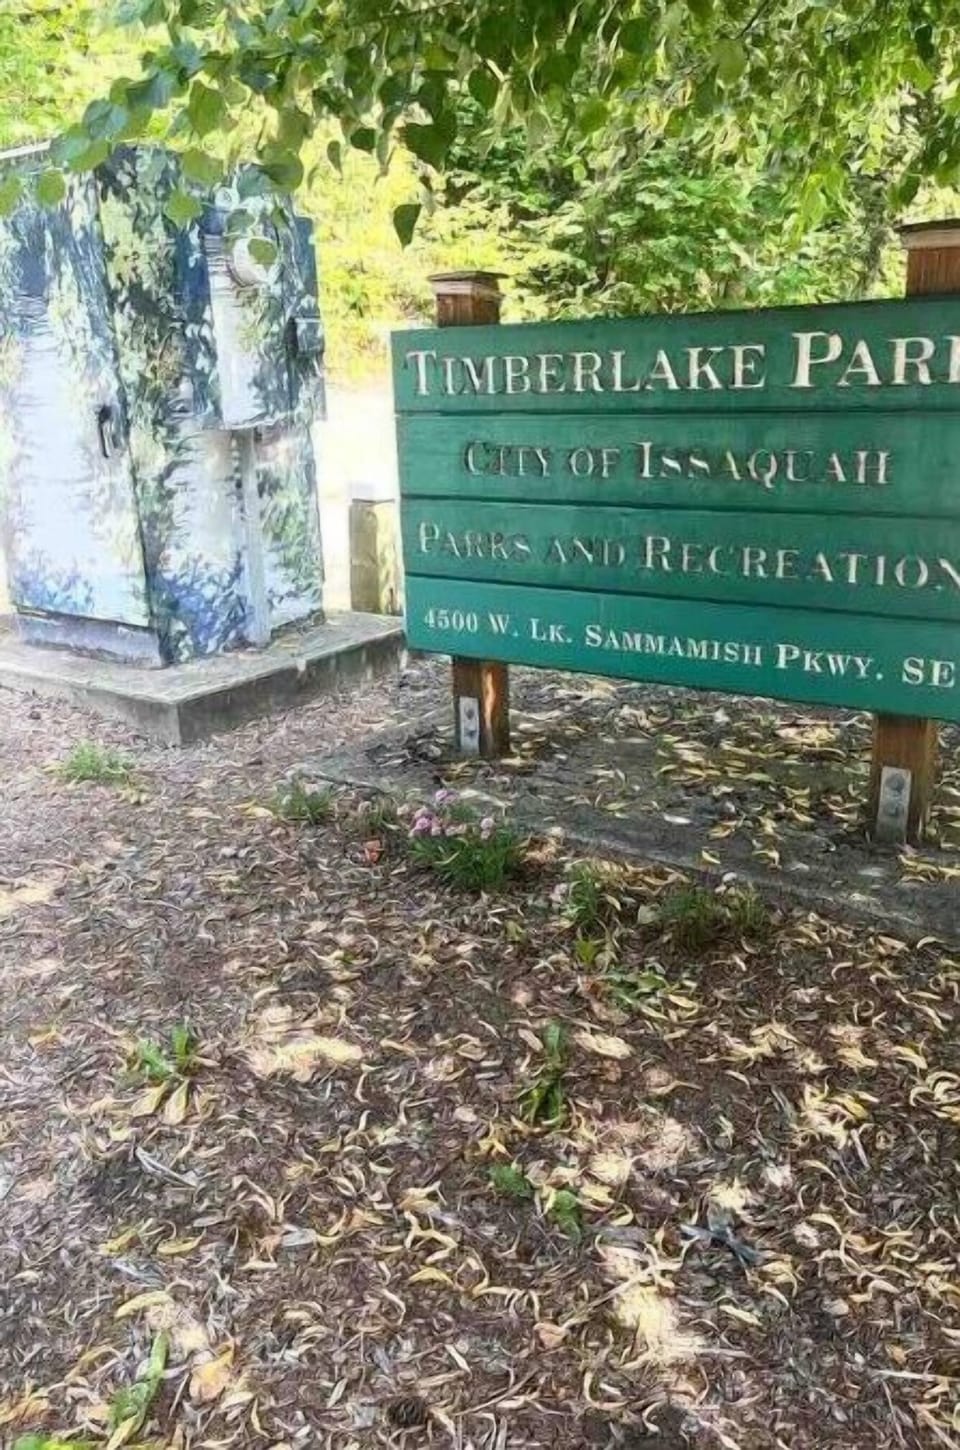 TIMBERLAKE PARK
CITY OF ISSAQUAH
PARKS AND RECREATION
4500 W. LK. SAMMAMISH PKWY. SE